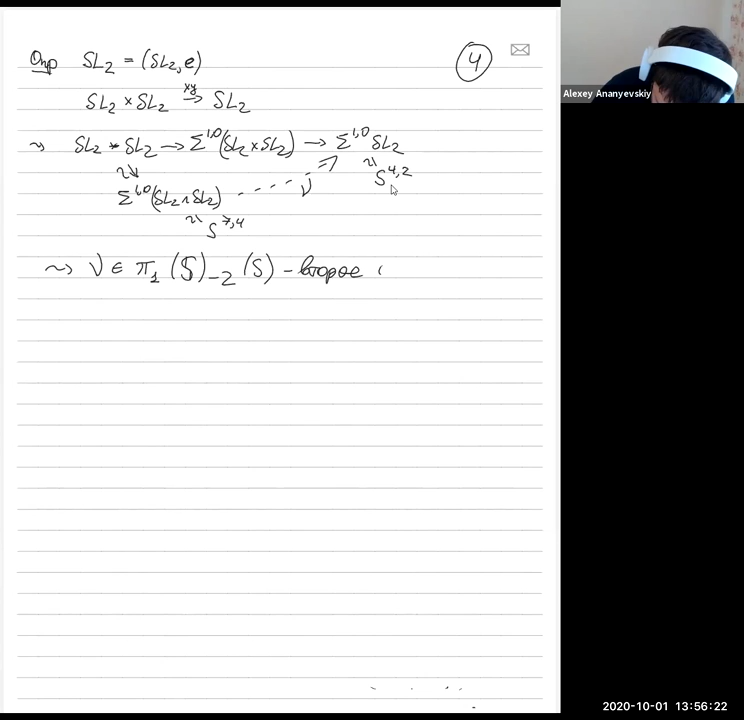 Опр SL₂ = (SL₂, e)
④
SL₂ × SL₂ →^{xy} SL₂
⇝ SL₂ * SL₂ → Σ^{1,0}(SL₂×SL₂) → Σ^{1,0} SL₂
≀↓ ν ≀ S^{4,2}
Σ^{1,0}(SL₂∧SL₂)
≀ S^{7,4}
⇝ ν ∈ π₁(𝕊)₋₂(S) – второе
Alexey Ananyevskiy
2020-10-01 13:56:22